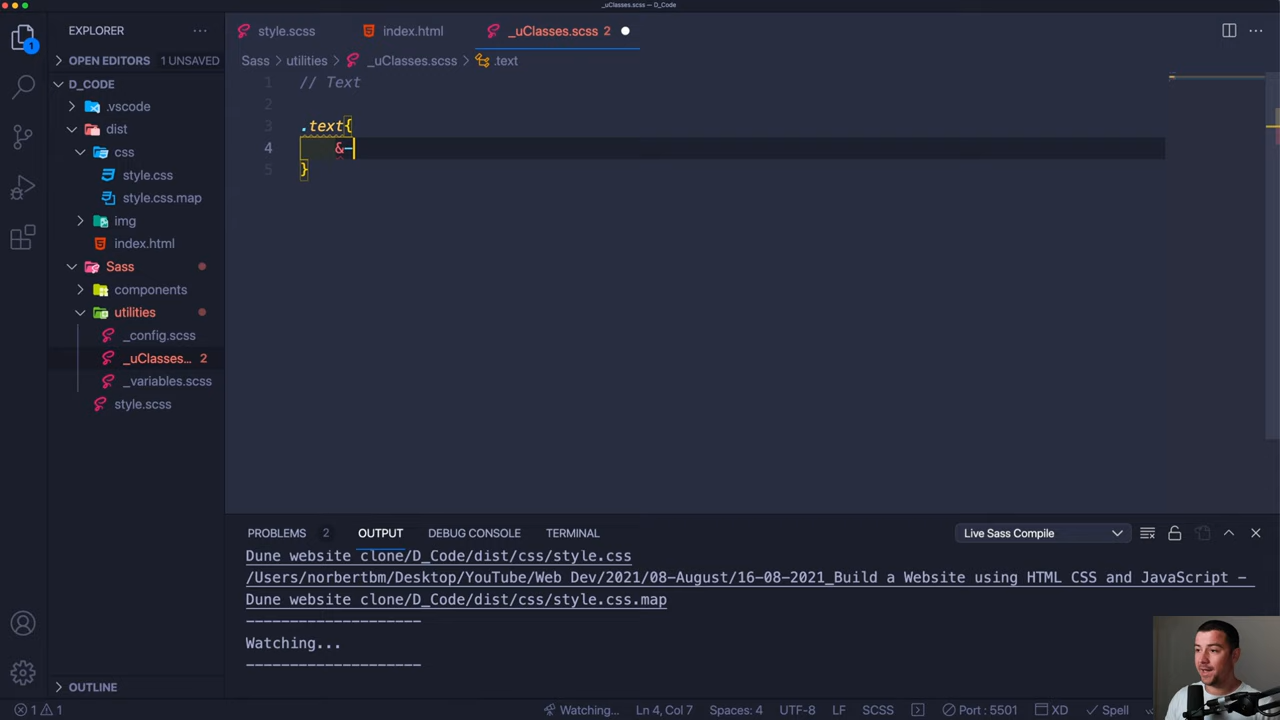 _uClasses.scss — D_Code
EXPLORER
style.scss
index.html
_uClasses.scss 2
OPEN EDITORS 1 UNSAVED
Sass > utilities > _uClasses.scss > .text
D_CODE
.vscode
dist
css
style.css
style.css.map
img
index.html
Sass
components
utilities
_config.scss
_uClasses... 2
_variables.scss
style.scss
OUTLINE
1 // Text
2
3 .text{
4 &-
5 }
PROBLEMS 2 OUTPUT DEBUG CONSOLE TERMINAL
Live Sass Compile
Dune website clone/D_Code/dist/css/style.css
/Users/norbertbm/Desktop/YouTube/Web Dev/2021/08-August/16-08-2021_Build a Website using HTML CSS and JavaScript -
Dune website clone/D_Code/dist/css/style.css.map
--------------------
Watching...
--------------------
1 1 Watching... Ln 4, Col 7 Spaces: 4 UTF-8 LF SCSS Port : 5501 XD Spell